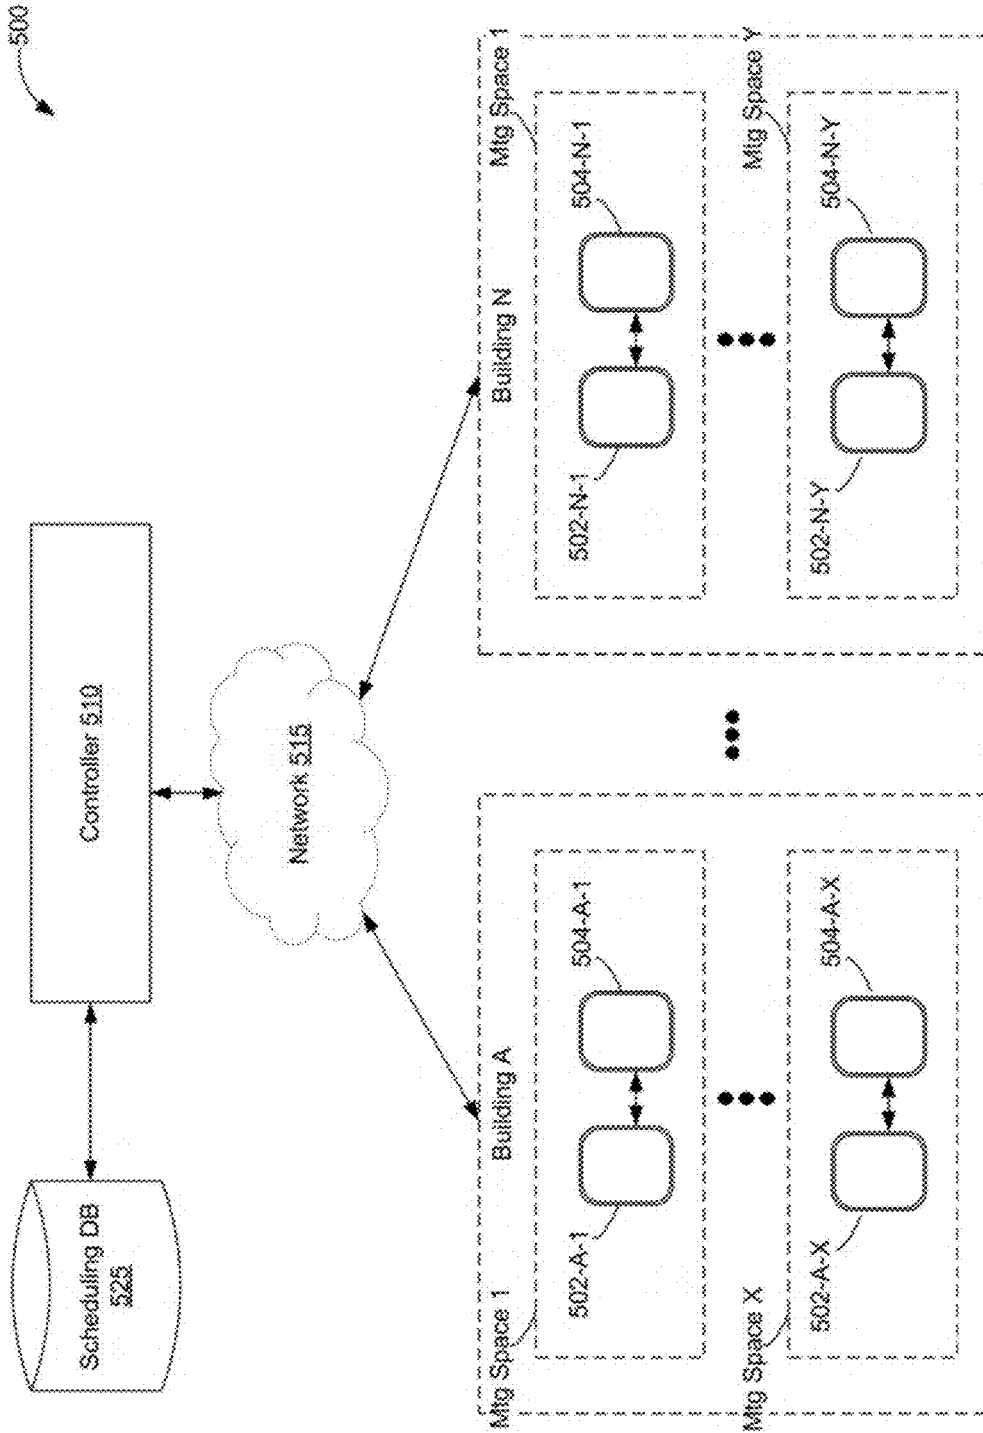 500
Scheduling DB
525
Controller 510
Network 515
Building A
Mtg Space 1
502-A-1
504-A-1
Mtg Space X
502-A-X
504-A-X
Building N
Mtg Space 1
502-N-1
504-N-1
Mtg Space Y
502-N-Y
504-N-Y